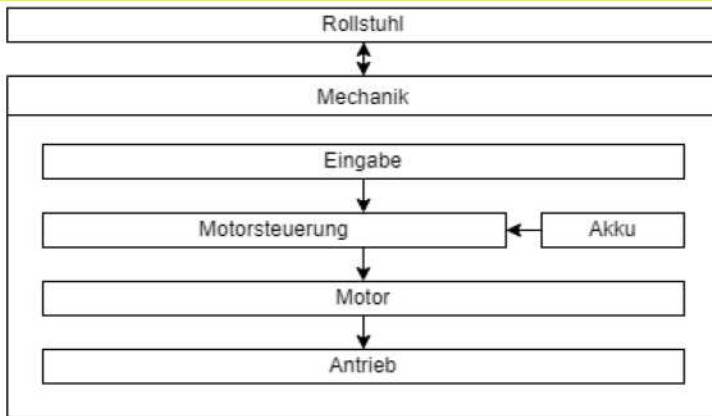 Rollstuhl
Mechanik
Eingabe
Motorsteuerung
Akku
Motor
Antrieb